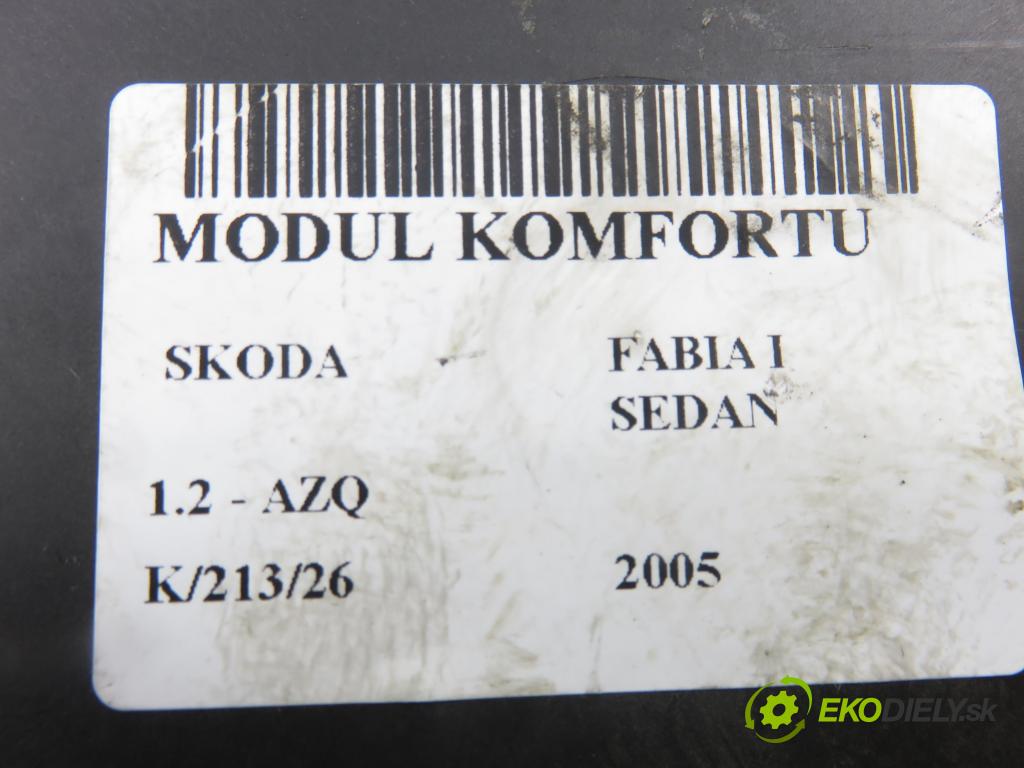 MODUL KOMFORTU
SKODA
FABIA I
SEDAN
1.2 - AZQ
K/213/26
2005
EKODIELY.sk